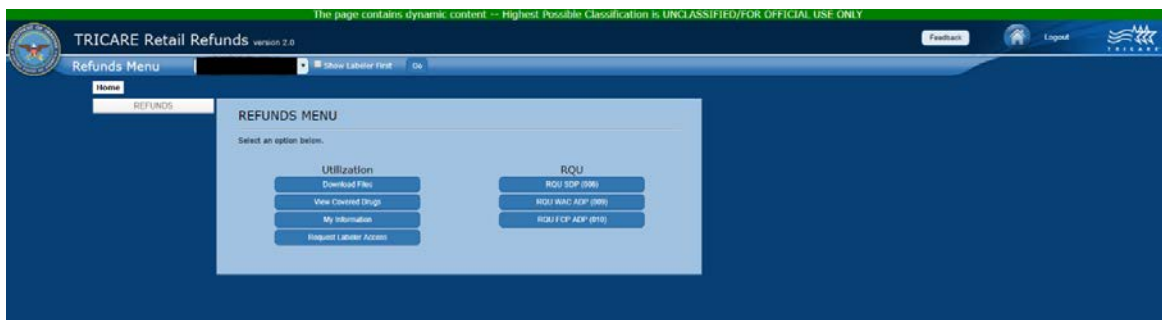 The page contains dynamic content -- Highest Possible Classification is UNCLASSIFIED/FOR OFFICIAL USE ONLY
TRICARE Retail Refunds version 2.0
Feedback
Logout
TRICARE
Refunds Menu
Show Labeler First
Go
Home
REFUNDS
REFUNDS MENU
Select an option below.
Utilization
RQU
Download Files
RQU SDP (006)
View Covered Drugs
RQU WAC ADP (009)
My Information
RQU FCP ADP (010)
Request Labeler Access